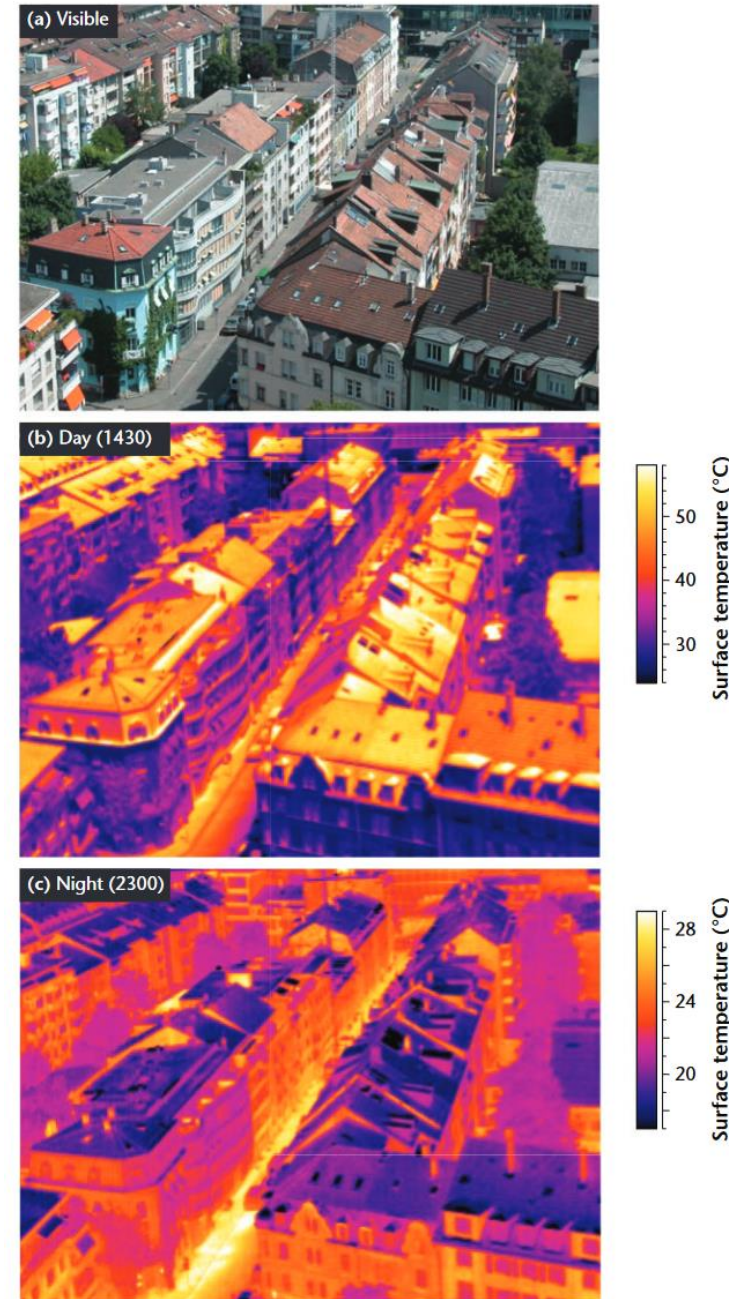 (a) Visible
(b) Day (1430)
50
40
30
Surface temperature (°C)
(c) Night (2300)
28
24
20
Surface temperature (°C)